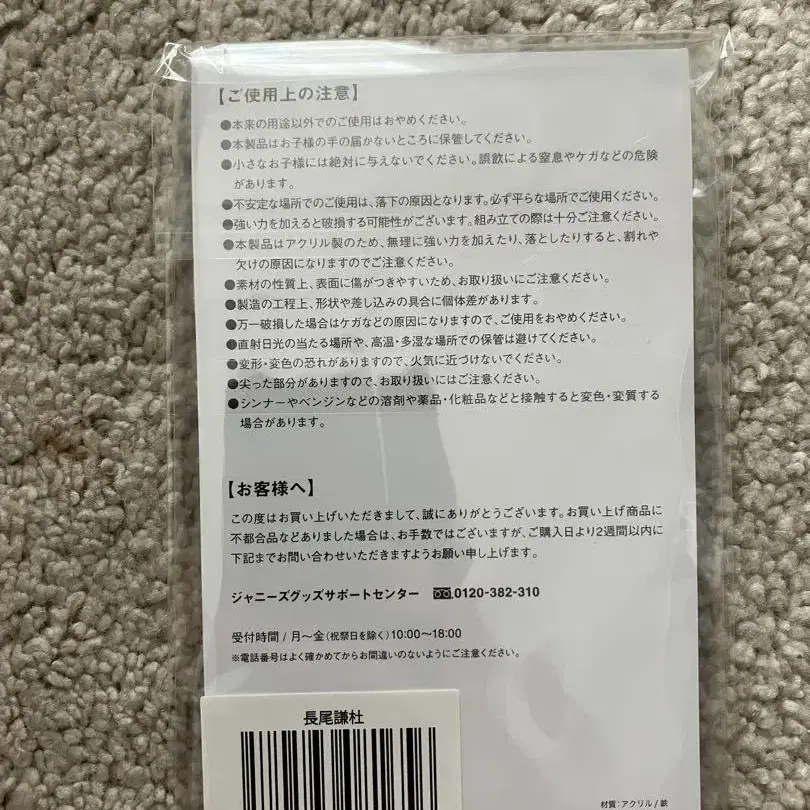 【ご使用上の注意】
●本来の用途以外でのご使用はおやめください。
●本製品はお子様の手の届かないところに保管してください。
●小さなお子様には絶対に与えないでください。誤飲による窒息やケガなどの危険
があります。
●不安定な場所でのご使用は、落下の原因となります。必ず平らな場所でご使用ください。
●強い力を加えると破損する可能性がございます。組み立ての際は十分ご注意ください。
●本製品はアクリル製のため、無理に強い力を加えたり、落としたりすると、割れや
欠けの原因になりますのでご注意ください。
●素材の性質上、表面に傷がつきやすいため、お取り扱いにご注意ください。
●製造の工程上、形状や差し込みの具合に個体差があります。
●万一破損した場合はケガなどの原因になりますので、ご使用をおやめください。
●直射日光の当たる場所や、高温・多湿な場所での保管は避けてください。
●変形・変色の恐れがありますので、火気に近づけないでください。
●尖った部分がありますので、お取り扱いにはご注意ください。
●シンナーやベンジンなどの溶剤や薬品・化粧品などと接触すると変色・変質する
場合があります。
【お客様へ】
この度はお買い上げいただきまして、誠にありがとうございます。お買い上げ商品に
不都合品などありました場合は、お手数ではございますが、ご購入日より2週間以内に
下記までお問い合わせいただきますようお願い申し上げます。
ジャニーズグッズサポートセンター 0120-382-310
受付時間 / 月〜金(祝祭日を除く)10:00〜18:00
※電話番号はよく確かめてからお間違いのないようにご注意ください。
長尾謙杜
材質:アクリル/鉄